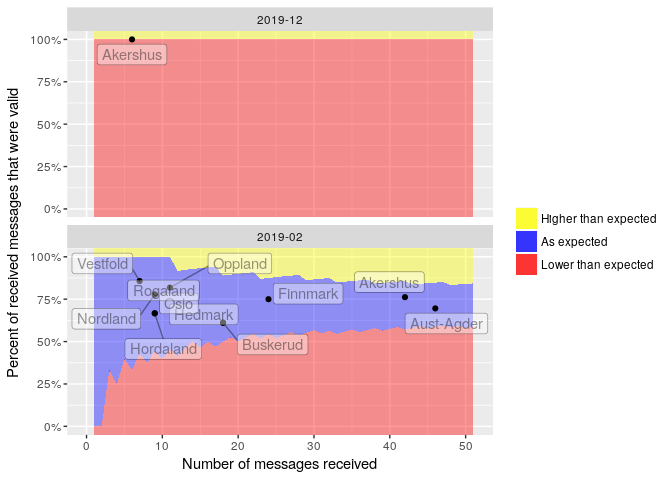 2019-12
100%
75%
50%
25%
0%
Akershus
2019-02
100%
75%
50%
25%
0%
Vestfold
Oppland
Rogaland
Oslo
Finnmark
Akershus
Nordland
Hedmark
Aust-Agder
Hordaland
Buskerud
0
10
20
30
40
50
Number of messages received
Percent of received messages that were valid
HIgher than expected
As expected
Lower than expected